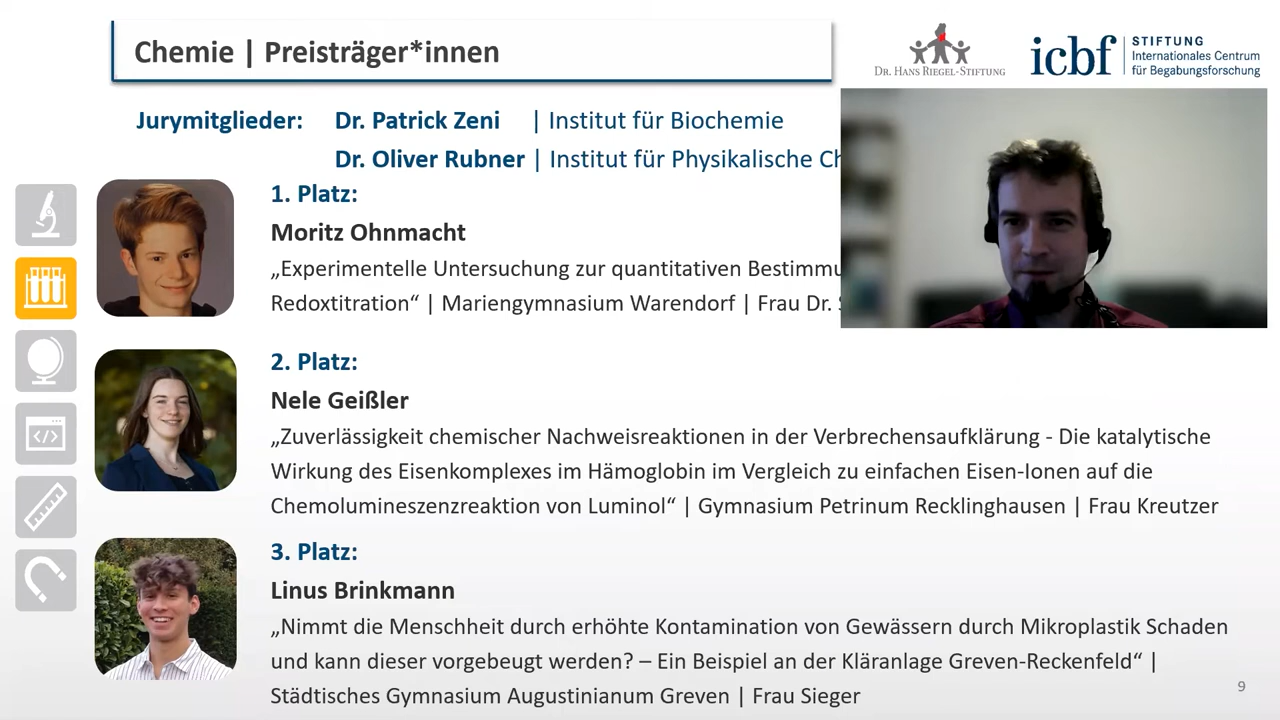 Chemie | Preisträger*innen
DR. HANS RIEGEL-STIFTUNG
icbf
STIFTUNG
Internationales Centrum
für Begabungsforschung
Jurymitglieder: Dr. Patrick Zeni | Institut für Biochemie
Dr. Oliver Rubner | Institut für Physikalische
1. Platz:
Moritz Ohnmacht
„Experimentelle Untersuchung zur quantitativen
Redoxtitration“ | Mariengymnasium Warendorf | Frau Dr.
2. Platz:
Nele Geißler
„Zuverlässigkeit chemischer Nachweisreaktionen in der Verbrechensaufklärung - Die katalytische
Wirkung des Eisenkomplexes im Hämoglobin im Vergleich zu einfachen Eisen-Ionen auf die
Chemolumineszenzreaktion von Luminol“ | Gymnasium Petrinum Recklinghausen | Frau Kreutzer
3. Platz:
Linus Brinkmann
„Nimmt die Menschheit durch erhöhte Kontamination von Gewässern durch Mikroplastik Schaden
und kann dieser vorgebeugt werden? – Ein Beispiel an der Kläranlage Greven-Reckenfeld“ |
Städtisches Gymnasium Augustinianum Greven | Frau Sieger
9